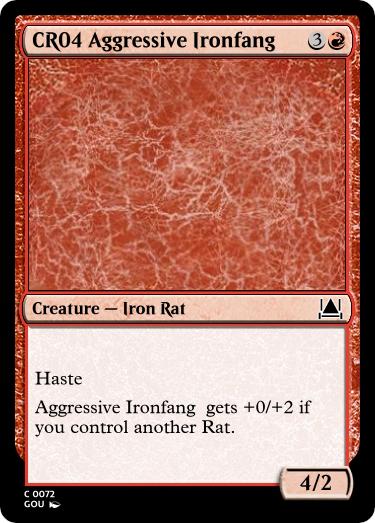 CR04 Aggressive Ironfang 3
Creature — Iron Rat
Haste
Aggressive Ironfang  gets +0/+2 if
you control another Rat.
4/2
C 0072
GOU